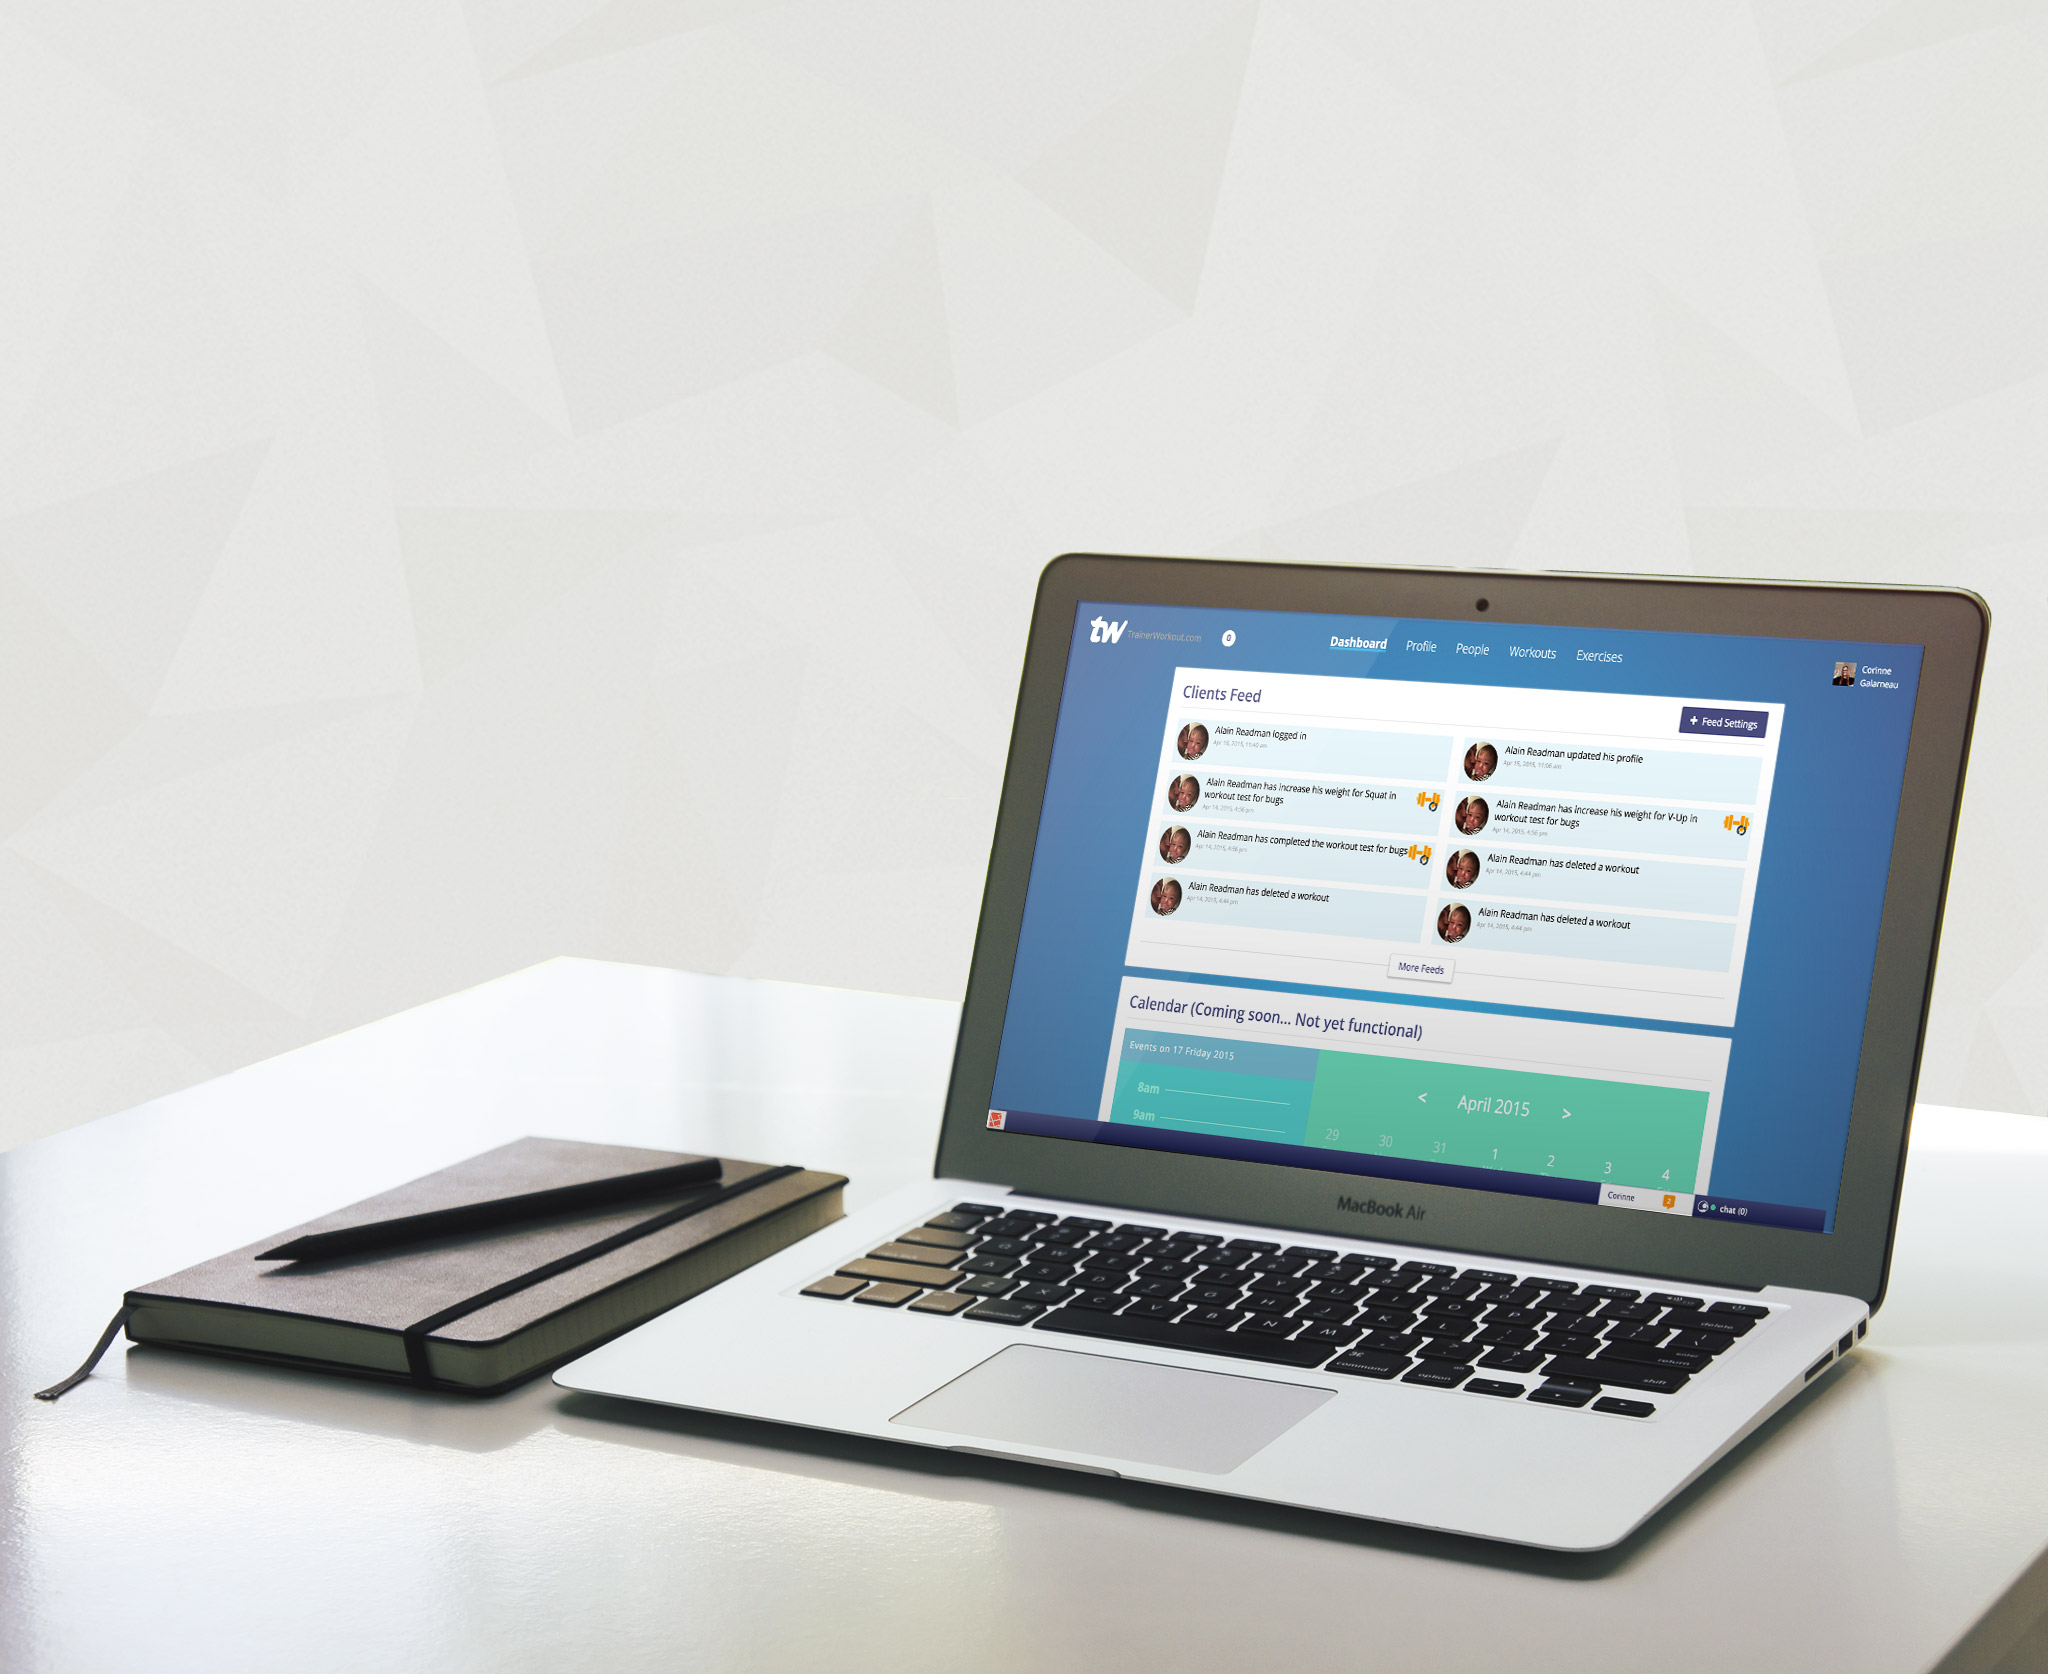 tw TrainerWorkout.com
0
Dashboard Profile People Workouts Exercises
Corinne
Galarneau
Clients Feed
+ Feed Settings
Alain Readman logged in
Alain Readman updated his profile
Apr 15, 2015, 11:06 am
Alain Readman has increase his weight for Squat in
workout test for bugs
Apr 14, 2015, 4:56 pm
Alain Readman has increase his weight for V-Up in
workout test for bugs
Apr 14, 2015, 4:56 pm
Alain Readman has completed the workout test for bugs
Apr 14, 2015, 4:56 pm
Alain Readman has deleted a workout
Apr 14, 2015, 4:44 pm
Alain Readman has deleted a workout
Apr 14, 2015, 4:44 pm
Alain Readman has deleted a workout
Apr 14, 2015, 4:44 pm
More Feeds
Calendar (Coming soon... Not yet functional)
Events on 17 Friday 2015
8am
9am
< April 2015 >
29 30 31 1 2 3 4
Corinne 2
chat (0)
MacBook Air
Q W E R T Y U I O P
A S D F G H J K L
Z X C V B N M
delete
enter
return
shift
command
command
option